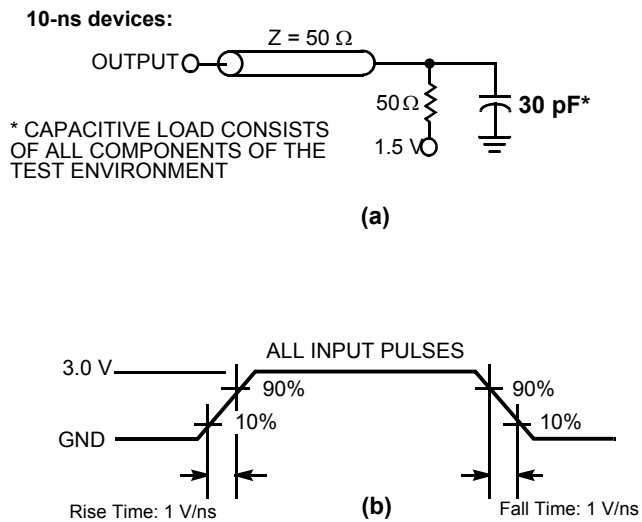 10-ns devices:
Z = 50 Ω
OUTPUT
50Ω
30 pF*
* CAPACITIVE LOAD CONSISTS
OF ALL COMPONENTS OF THE
TEST ENVIRONMENT
1.5 V
(a)
ALL INPUT PULSES
3.0 V
90%
90%
10%
10%
GND
Rise Time: 1 V/ns
(b)
Fall Time: 1 V/ns